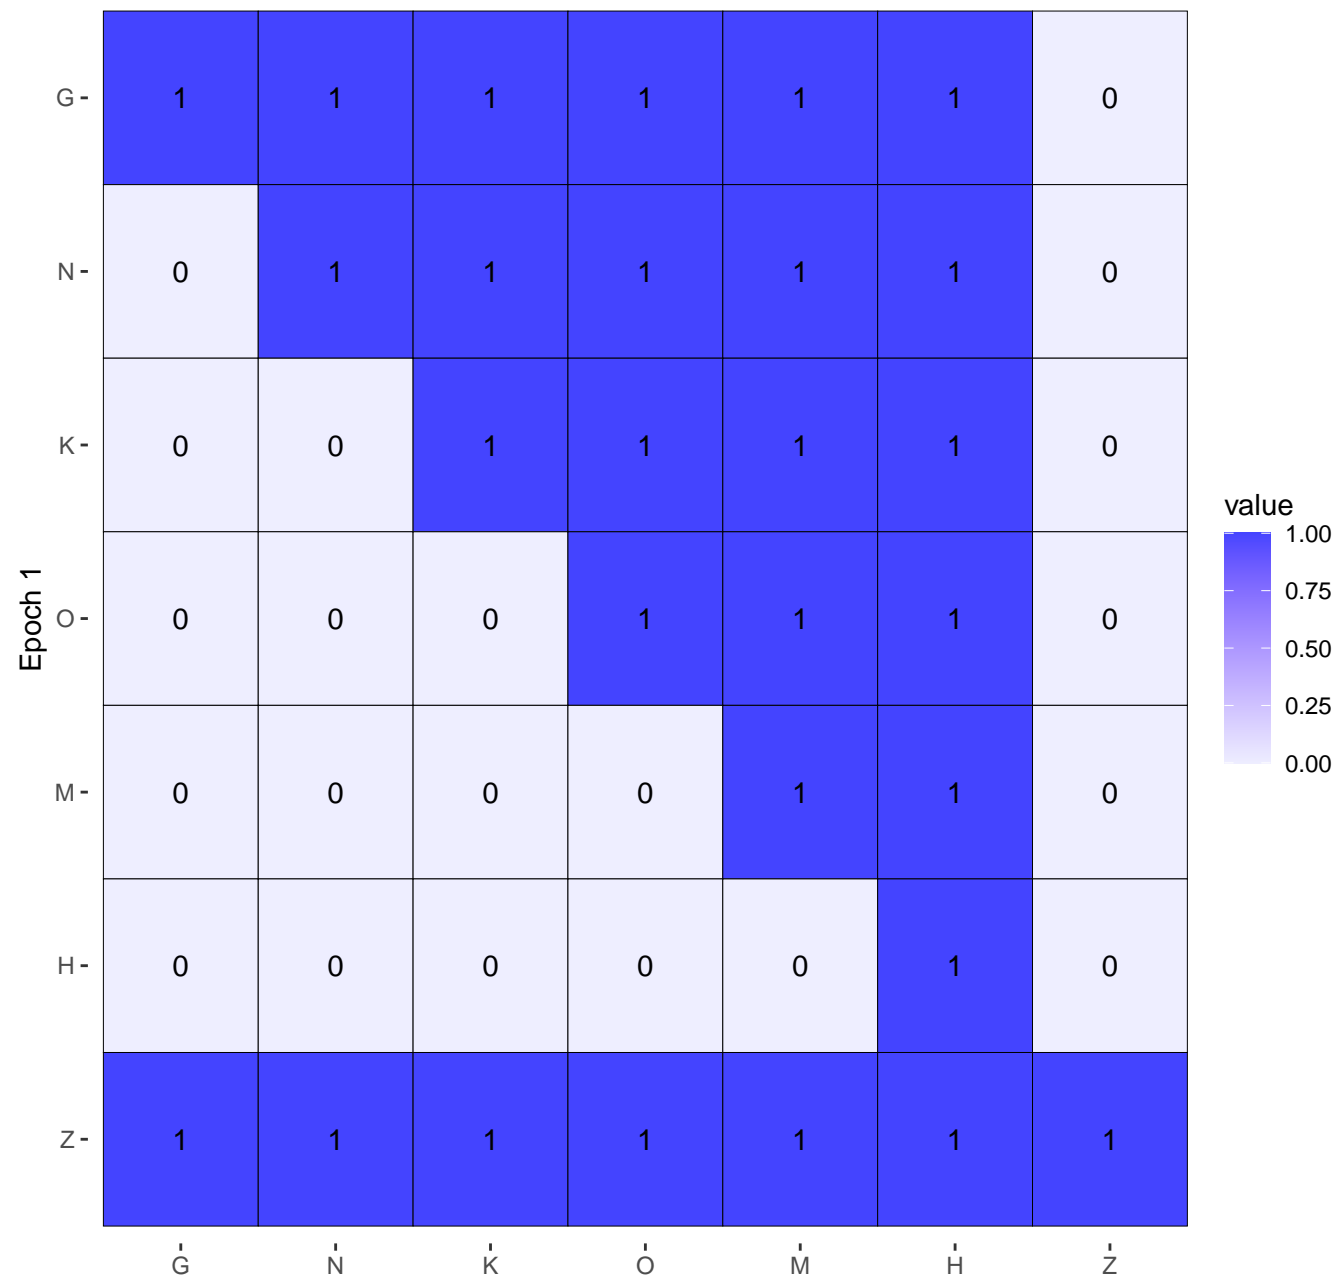 G 1 1 1 1 1 1 0
N 0 1 1 1 1 1 0
K 0 0 1 1 1 1 0
O 0 0 0 1 1 1 0
M 0 0 0 0 1 1 0
H 0 0 0 0 0 1 0
Z 1 1 1 1 1 1 1
G N K O M H Z
Epoch 1
value
1.00
0.75
0.50
0.25
0.00